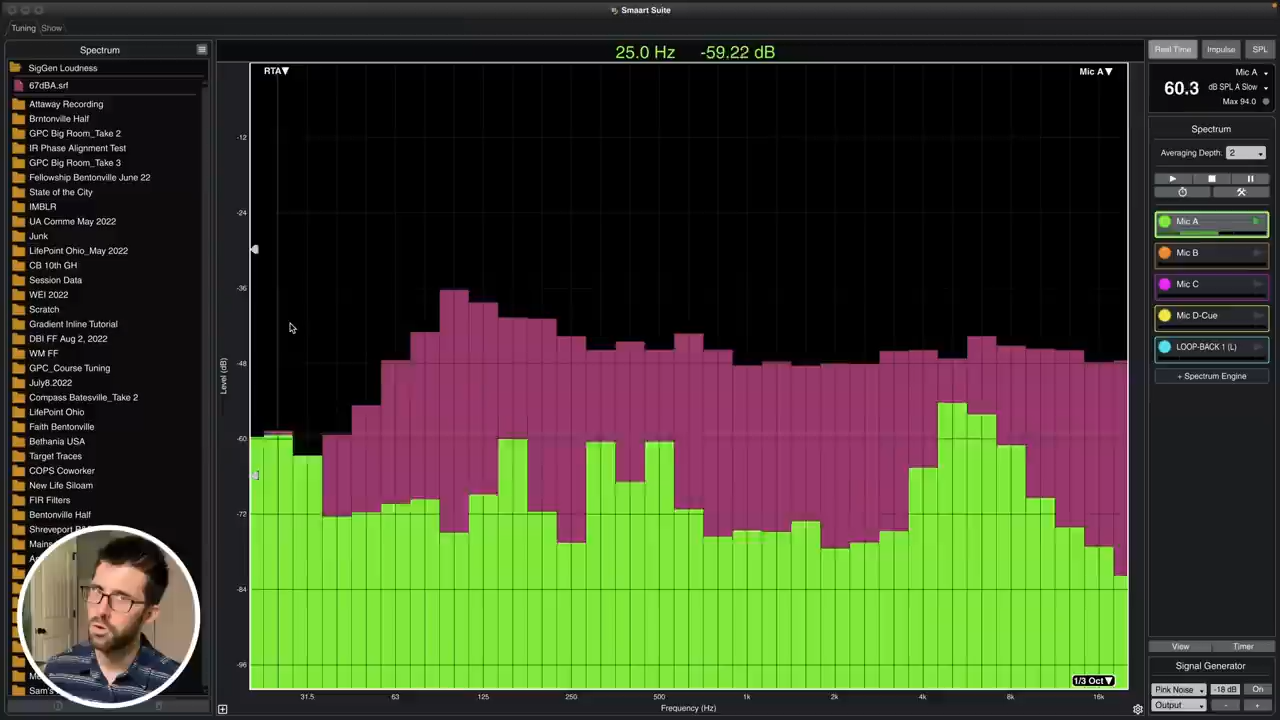 Smaart Suite
Tuning Show
Spectrum
SigGen Loudness
67dBA.srf
Attaway Recording
Brntonville Half
GPC Big Room_Take 2
IR Phase Alignment Test
GPC Big Room_Take 3
Fellowship Bentonville June 22
State of the City
IMBLR
UA Comme May 2022
Junk
LifePoint Ohio_May 2022
CB 10th GH
Session Data
WEI 2022
Scratch
Gradient Inline Tutorial
DBI FF Aug 2, 2022
WM FF
GPC_Course Tuning
July8.2022
Compass Batesville_Take 2
LifePoint Ohio
Faith Bentonville
Bethania USA
Target Traces
COPS Coworker
New Life Siloam
FIR Filters
Bentonville Half
Shreveport
Mains
Sam's
25.0 Hz -59.22 dB
RTA▼
Mic A▼
-12
-24
-36
-48
-60
-72
-84
-96
Level (dB)
1/3 Oct▼
31.5 63 125 250 500 1k 2k 4k 8k 16k
Frequency (Hz)
Real Time Impulse SPL
Mic A
60.3 dB SPL A Slow
Max 94.0
Spectrum
Averaging Depth: 2
Mic A
Mic B
Mic C
Mic D-Cue
LOOP-BACK 1 (L)
+ Spectrum Engine
View Timer
Signal Generator
Pink Noise -18 dB On
Output - +